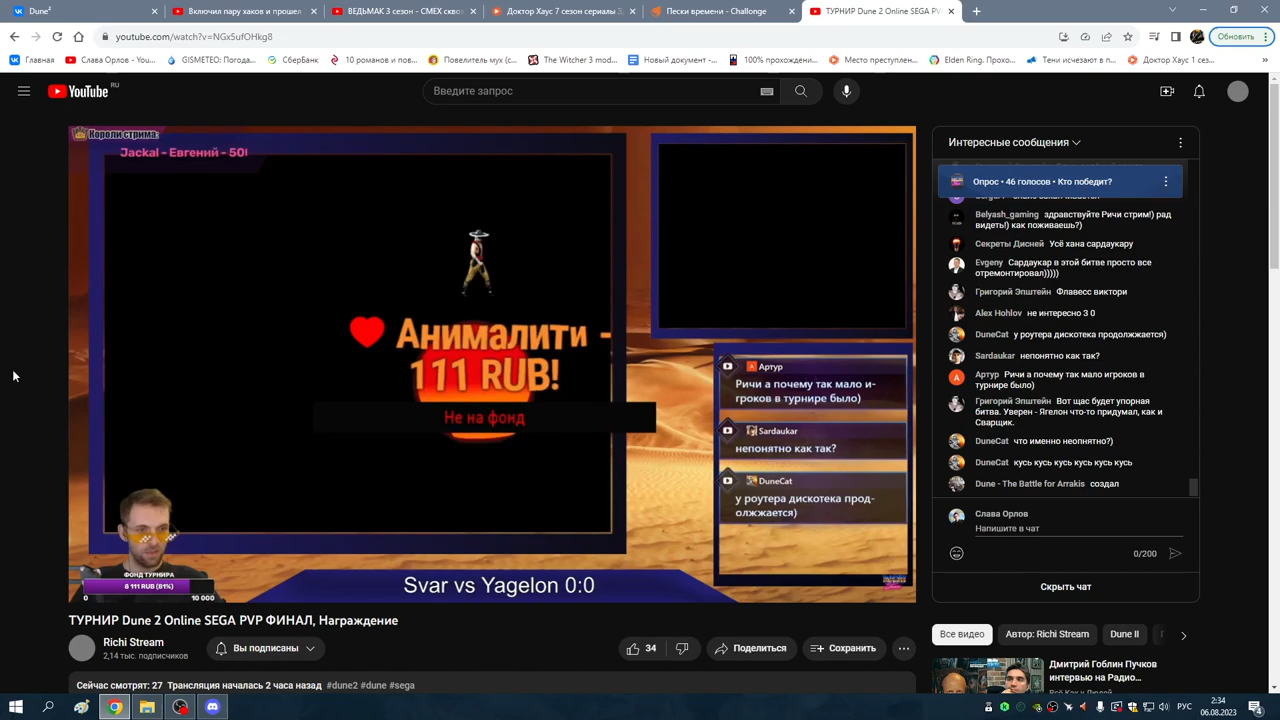 Dune²
Включил пару хаков и прошел
ВЕДЬМАК 3 сезон - СМЕХ сквоз
Доктор Хаус 7 сезон сериалы З,
Пески времени - Challonge
ТУРНИР Dune 2 Online SEGA PVP
youtube.com/watch?v=NGx5ufOHkg8
Обновить
Главная
Слава Орлов - You...
GISMETEO: Погода...
СберБанк
10 романов и пов...
Повелитель мух (с...
The Witcher 3 mod...
Новый документ -...
100% прохождени...
Место преступлен...
Elden Ring. Прохо...
Тени исчезают в п...
Доктор Хаус 1 сез...
YouTube
RU
Введите запрос
Короли стрима:
Jackal - Евгений - 50
Анималити -
111 RUB!
Не на фонд
Артур
Ричи а почему так мало и-
гроков в турнире было)
Sardaukar
непонятно как так?
DuneCat
у роутера дискотека прод-
олжжается)
ФОНД ТУРНИРА
8 111 RUB (81%)
0
10 000
Svar vs Yagelon 0:0
Интересные сообщения
Опрос • 46 голосов • Кто победит?
Belyash_gaming здравствуйте Ричи стрим!) рад
видеть!) как поживаешь?)
Секреты Дисней Усё хана сардаукару
Evgeny Сардаукар в этой битве просто все
отремонтировал)))))
Григорий Эпштейн Флавесс виктори
Alex Hohlov не интересно 3 0
DuneCat у роутера дискотека продолжжается)
Sardaukar непонятно как так?
Артур Ричи а почему так мало игроков в
турнире было)
Григорий Эпштейн Вот щас будет упорная
битва. Уверен - Ягелон что-то придумал, как и
Сварщик.
DuneCat что именно неопнятно?)
DuneCat кусь кусь кусь кусь кусь кусь
Dune - The Battle for Arrakis создал
Слава Орлов
Напишите в чат
0/200
Скрыть чат
ТУРНИР Dune 2 Online SEGA PVP ФИНАЛ, Награждение
Richi Stream
2,14 тыс. подписчиков
Вы подписаны
34
Поделиться
Сохранить
Сейчас смотрят: 27 Трансляция началась 2 часа назад #dune2 #dune #sega
Все видео
Автор: Richi Stream
Dune II
Дмитрий Гоблин Пучков
интервью на Радио...
Всё Как у Людей
РУС
2:34
06.08.2023
4